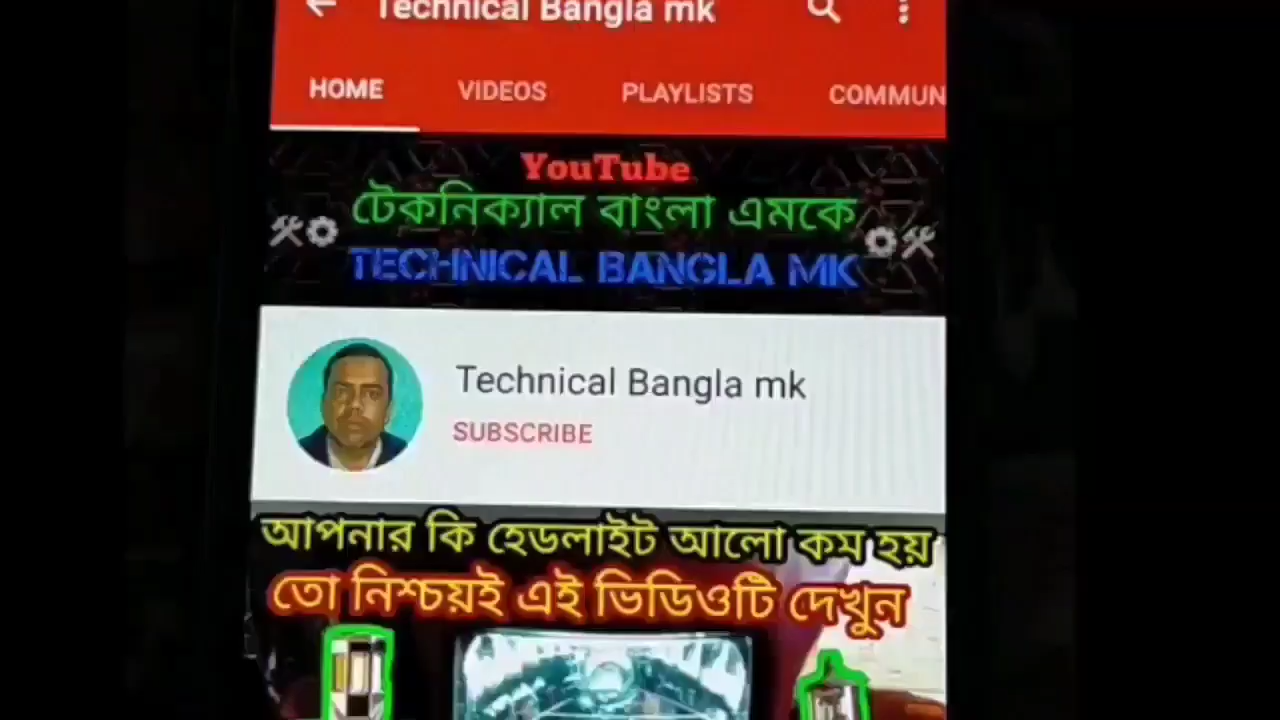 Technical Bangla mk
HOME VIDEOS PLAYLISTS COMMUN
YouTube
টেকনিক্যাল বাংলা এমকে
TECHNICAL BANGLA MK
Technical Bangla mk
SUBSCRIBE
আপনার কি হেডলাইট আলো কম হয়
তো নিশ্চয়ই এই ভিডিওটি দেখুন